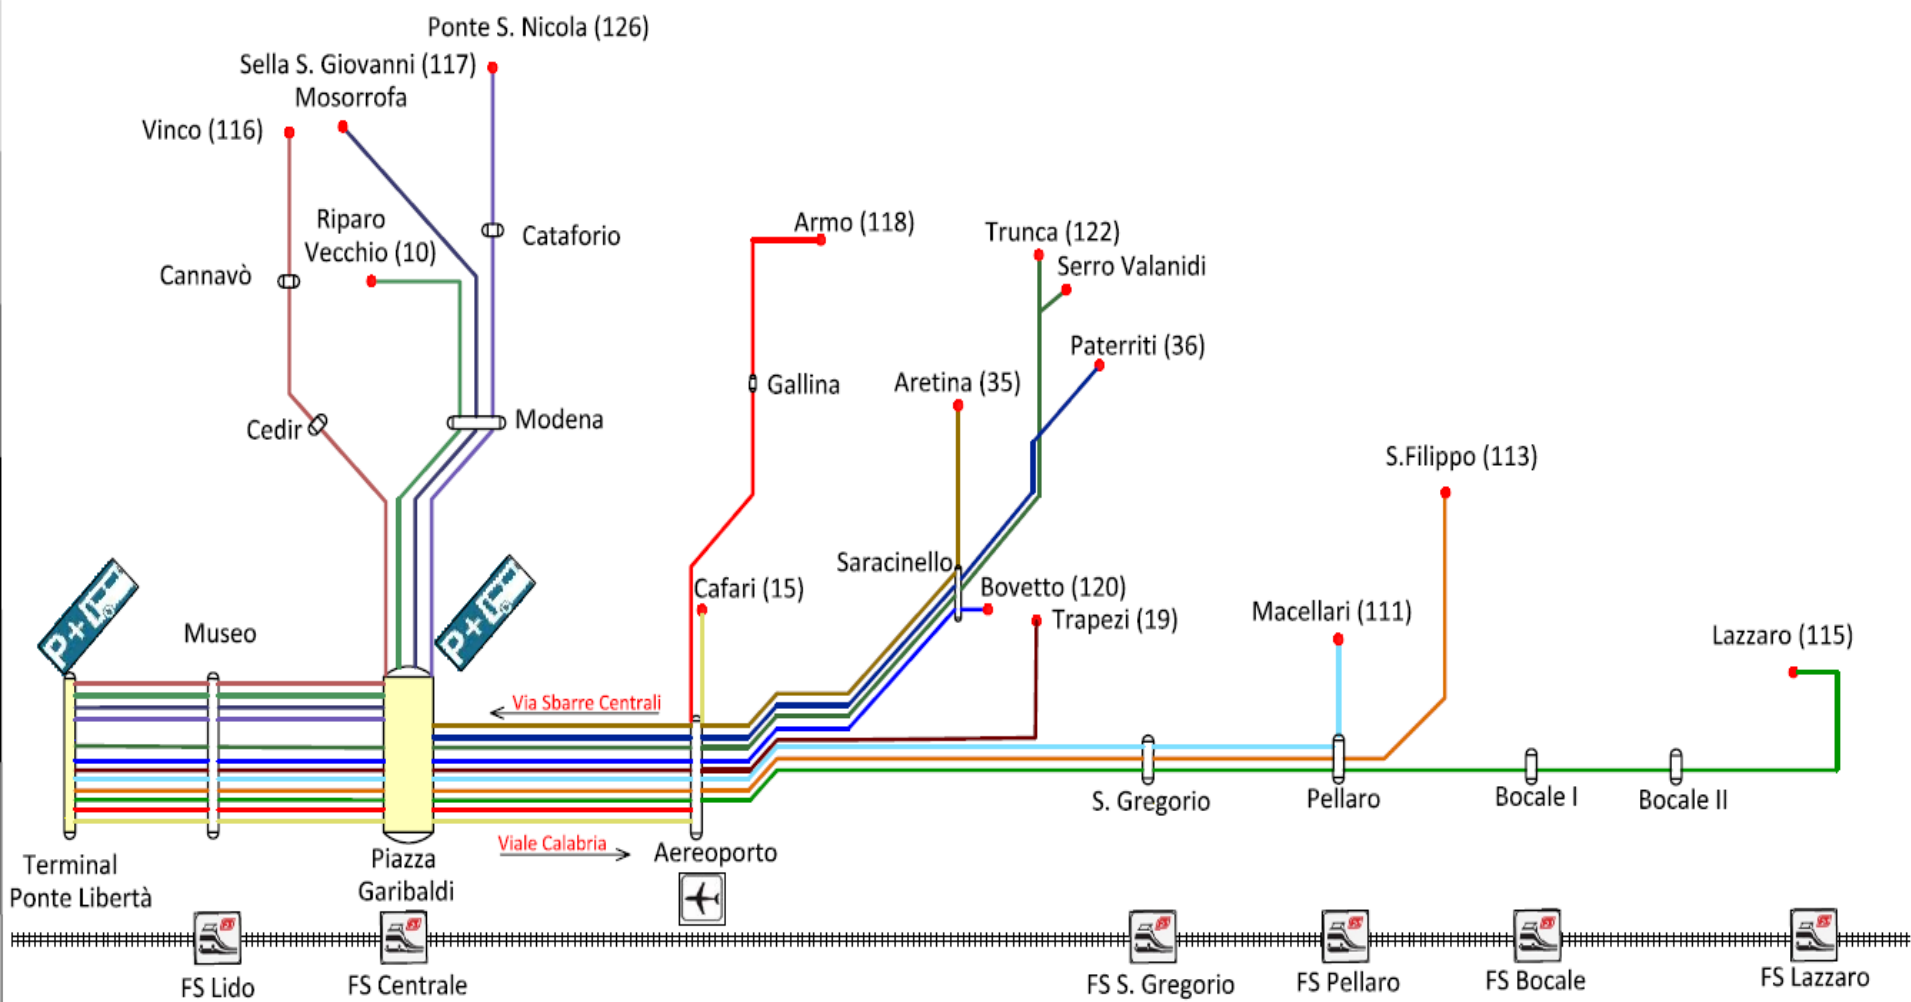 Ponte S. Nicola (126)
Sella S. Giovanni (117)
Mosorrofa
Vinco (116)
Riparo
Vecchio (10)
Cataforio
Cannavò
Armo (118)
Trunca (122)
Serro Valanidi
Paterriti (36)
Gallina
Aretina (35)
Cedir
Modena
S.Filippo (113)
Saracinello
Cafari (15)
Bovetto (120)
Trapezi (19)
Macellari (111)
Lazzaro (115)
P+
P+
Museo
Via Sbarre Centrali
S. Gregorio
Pellaro
Bocale I
Bocale II
Viale Calabria
Aereoporto
Terminal
Ponte Libertà
Piazza
Garibaldi
FS Lido
FS Centrale
FS S. Gregorio
FS Pellaro
FS Bocale
FS Lazzaro